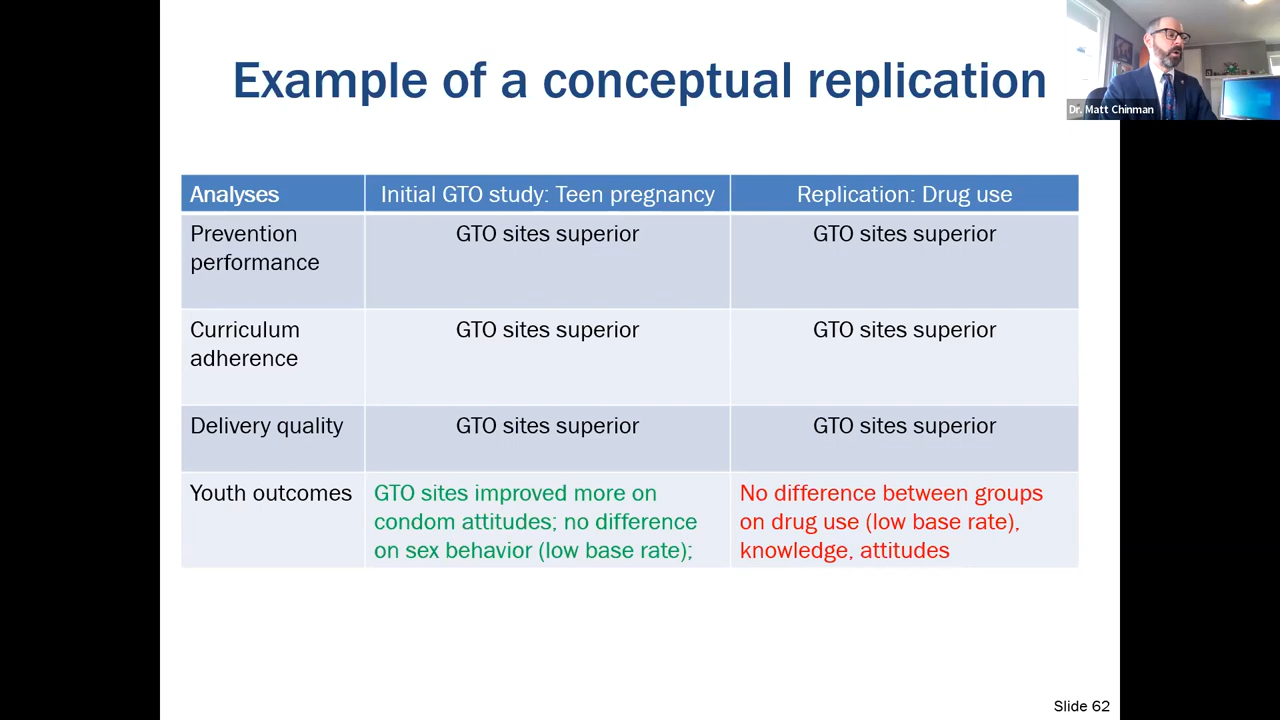 Example of a conceptual replication
Dr. Matt Chinman
Analyses
Initial GTO study: Teen pregnancy
Replication: Drug use
Prevention
performance
GTO sites superior
GTO sites superior
Curriculum
adherence
GTO sites superior
GTO sites superior
Delivery quality
GTO sites superior
GTO sites superior
Youth outcomes
GTO sites improved more on
condom attitudes; no difference
on sex behavior (low base rate);
No difference between groups
on drug use (low base rate),
knowledge, attitudes
Slide 62